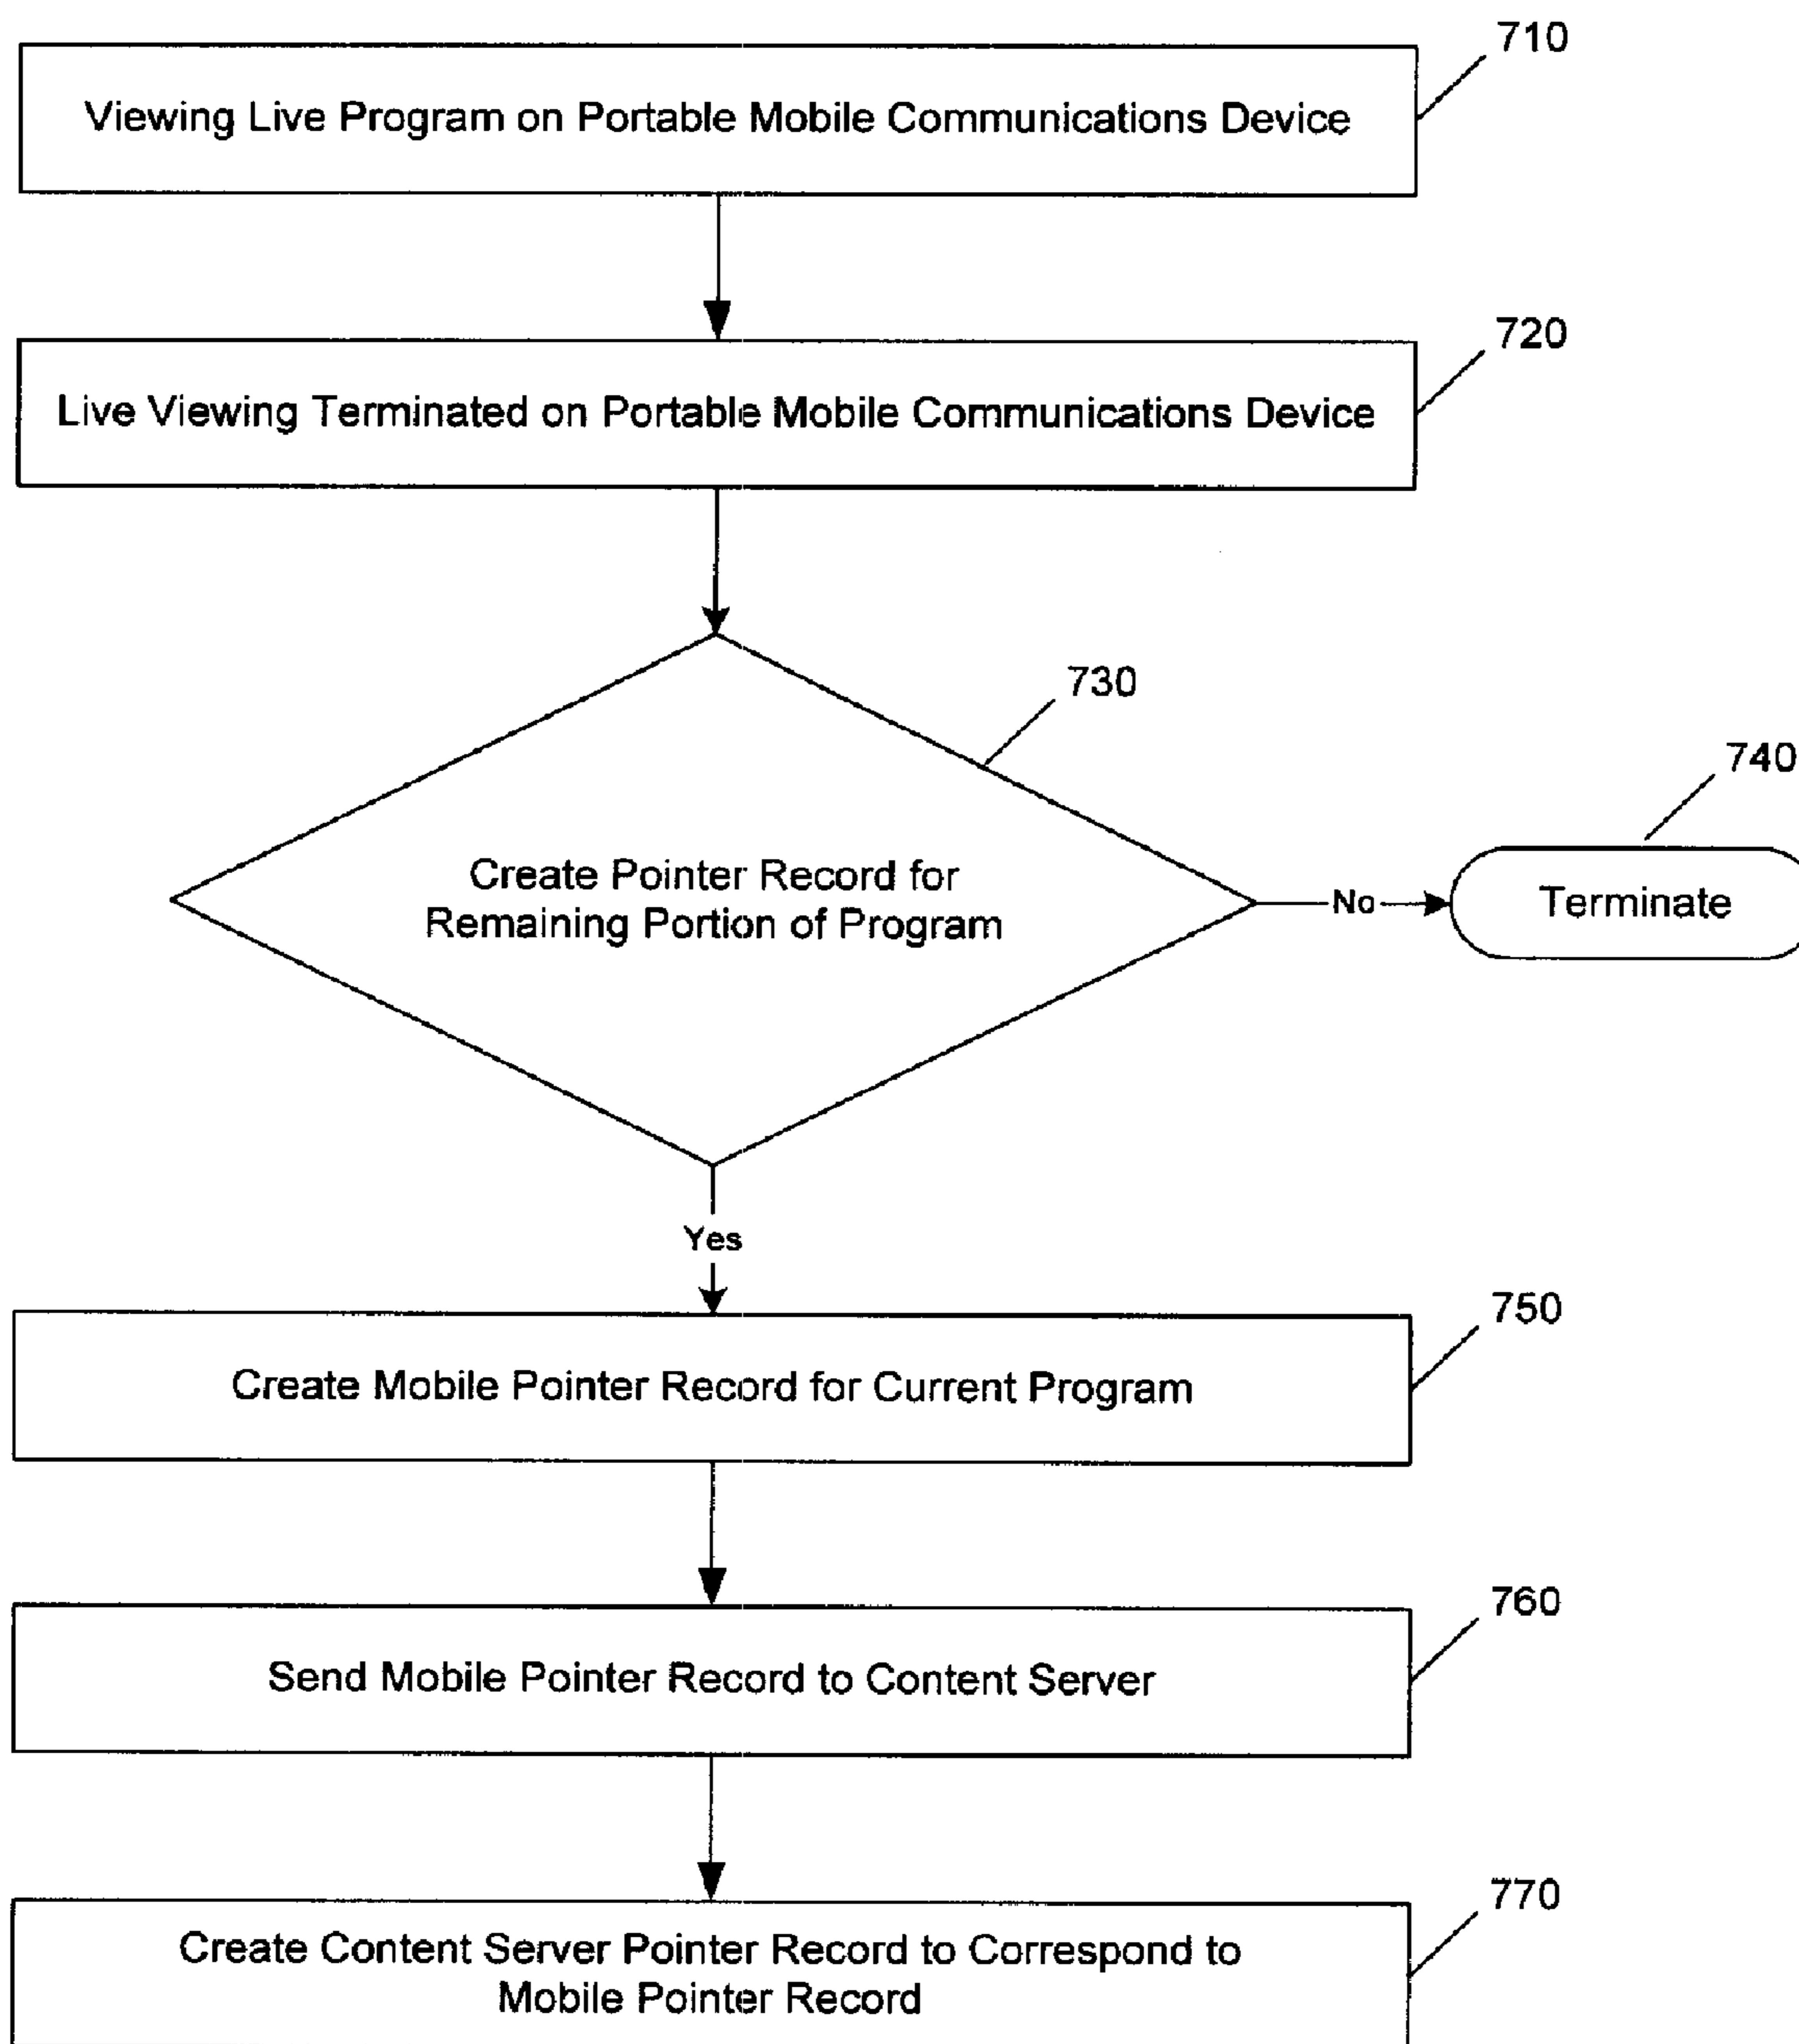 710
Viewing Live Program on Portable Mobile Communications Device
720
Live Viewing Terminated on Portable Mobile Communications Device
730
740
Create Pointer Record for
Remaining Portion of Program
No
Terminate
Yes
750
Create Mobile Pointer Record for Current Program
760
Send Mobile Pointer Record to Content Server
770
Create Content Server Pointer Record to Correspond to
Mobile Pointer Record